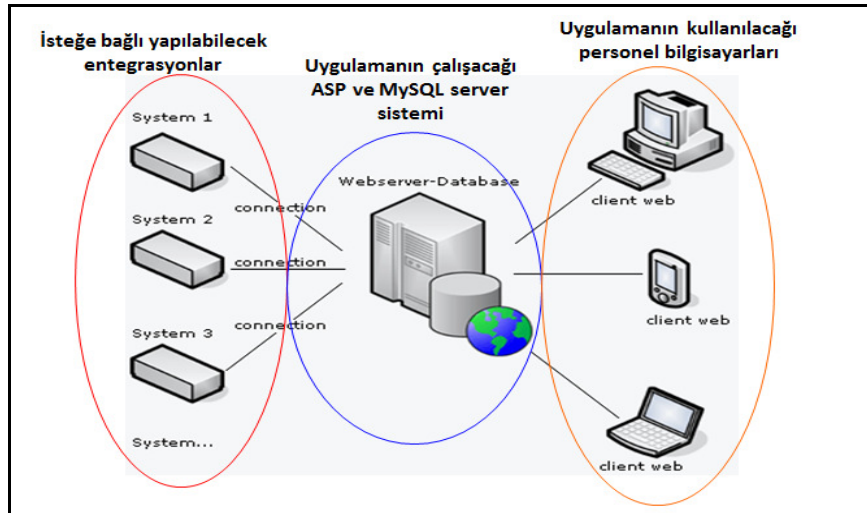 İsteğe bağlı yapılabilecek
entegrasyonlar
Uygulamanın çalışacağı
ASP ve MySQL server
sistemi
Uygulamanın kullanılacağı
personel bilgisayarları
System 1
System 2
System 3
System...
connection
connection
connection
Webserver-Database
client web
client web
client web